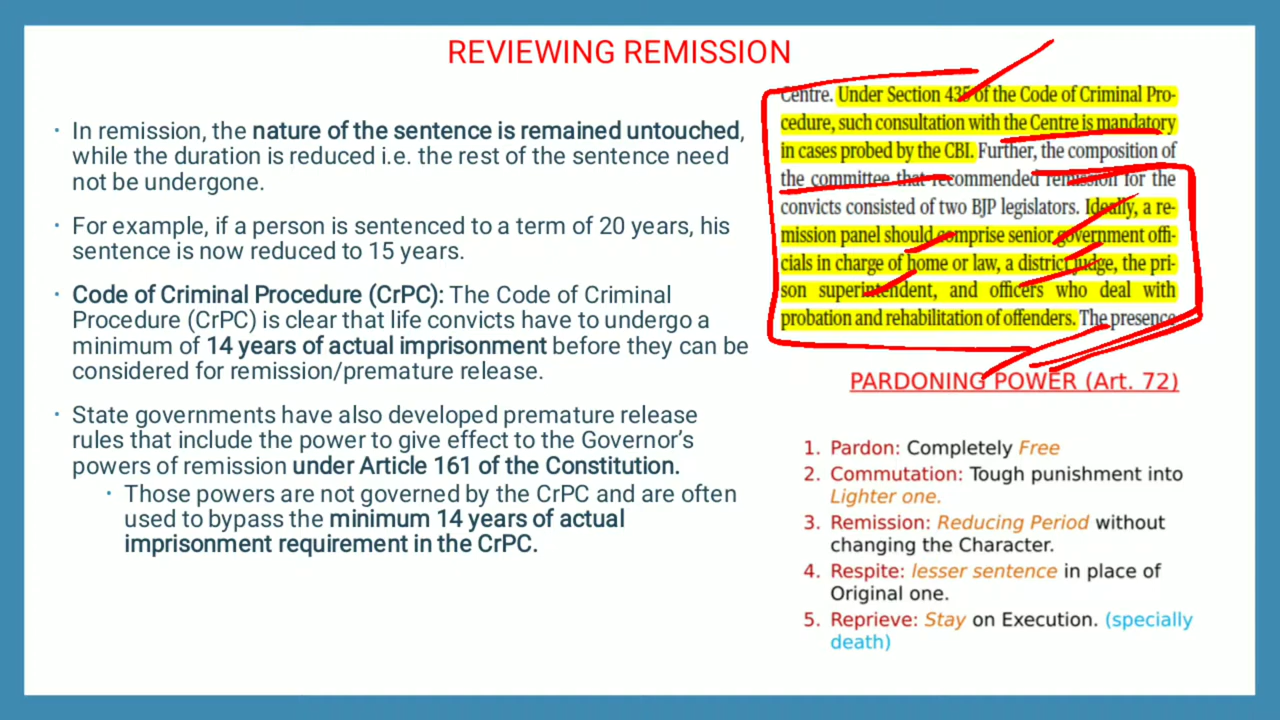 REVIEWING REMISSION
· In remission, the nature of the sentence is remained untouched,
while the duration is reduced i.e. the rest of the sentence need
not be undergone.
· For example, if a person is sentenced to a term of 20 years, his
sentence is now reduced to 15 years.
· Code of Criminal Procedure (CrPC): The Code of Criminal
Procedure (CrPC) is clear that life convicts have to undergo a
minimum of 14 years of actual imprisonment before they can be
considered for remission/premature release.
· State governments have also developed premature release
rules that include the power to give effect to the Governor's
powers of remission under Article 161 of the Constitution.
· Those powers are not governed by the CrPC and are often
used to bypass the minimum 14 years of actual
imprisonment requirement in the CrPC.
Centre. Under Section 435 of the Code of Criminal Pro-
cedure, such consultation with the Centre is mandatory
in cases probed by the CBI. Further, the composition of
the committee that recommended remission for the
convicts consisted of two BJP legislators. Ideally, a re-
mission panel should comprise senior government offi-
cials in charge of home or law, a district judge, the pri-
son superintendent, and officers who deal with
probation and rehabilitation of offenders. The presence
PARDONING POWER (Art. 72)
1. Pardon: Completely Free
2. Commutation: Tough punishment into
Lighter one.
3. Remission: Reducing Period without
changing the Character.
4. Respite: lesser sentence in place of
Original one.
5. Reprieve: Stay on Execution. (specially
death)